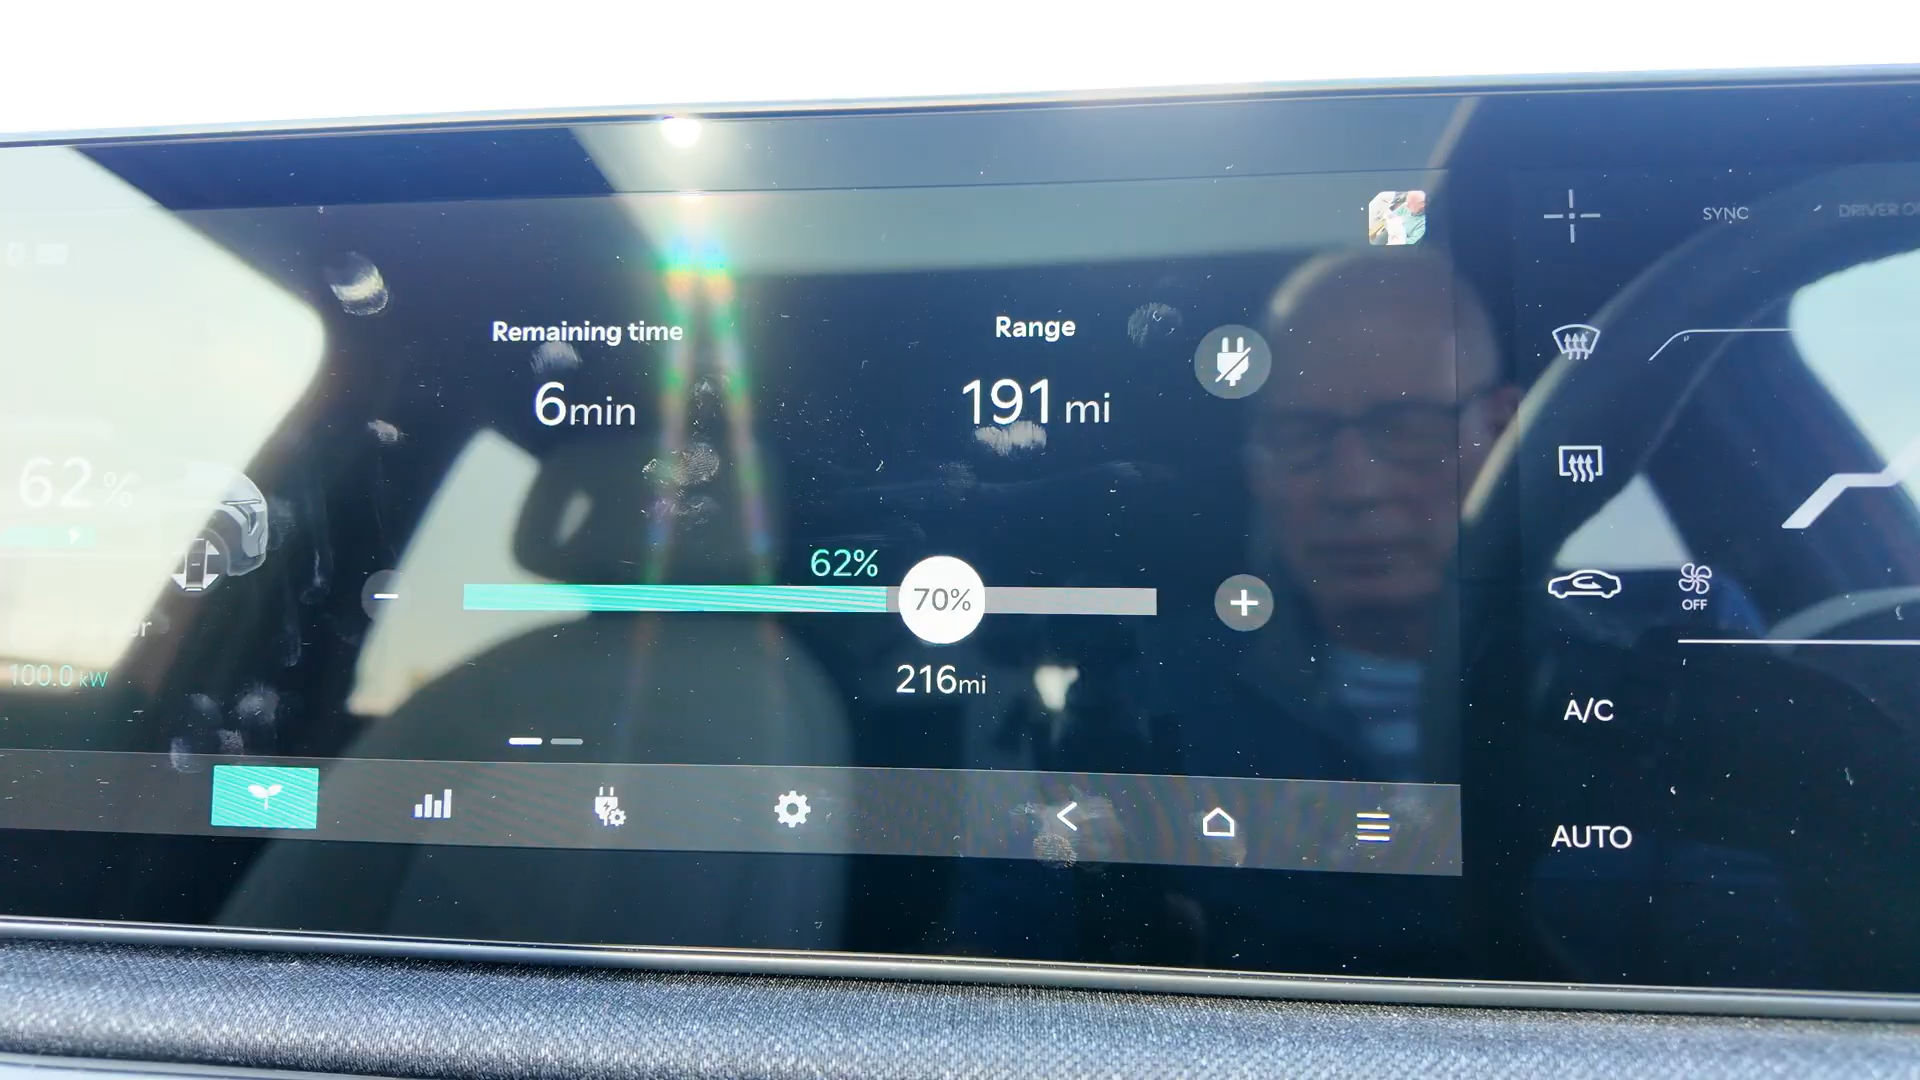 SYNC
Remaining time
Range
6min
191 mi
62%
62%
70%
OFF
100.0 kW
216mi
A/C
AUTO